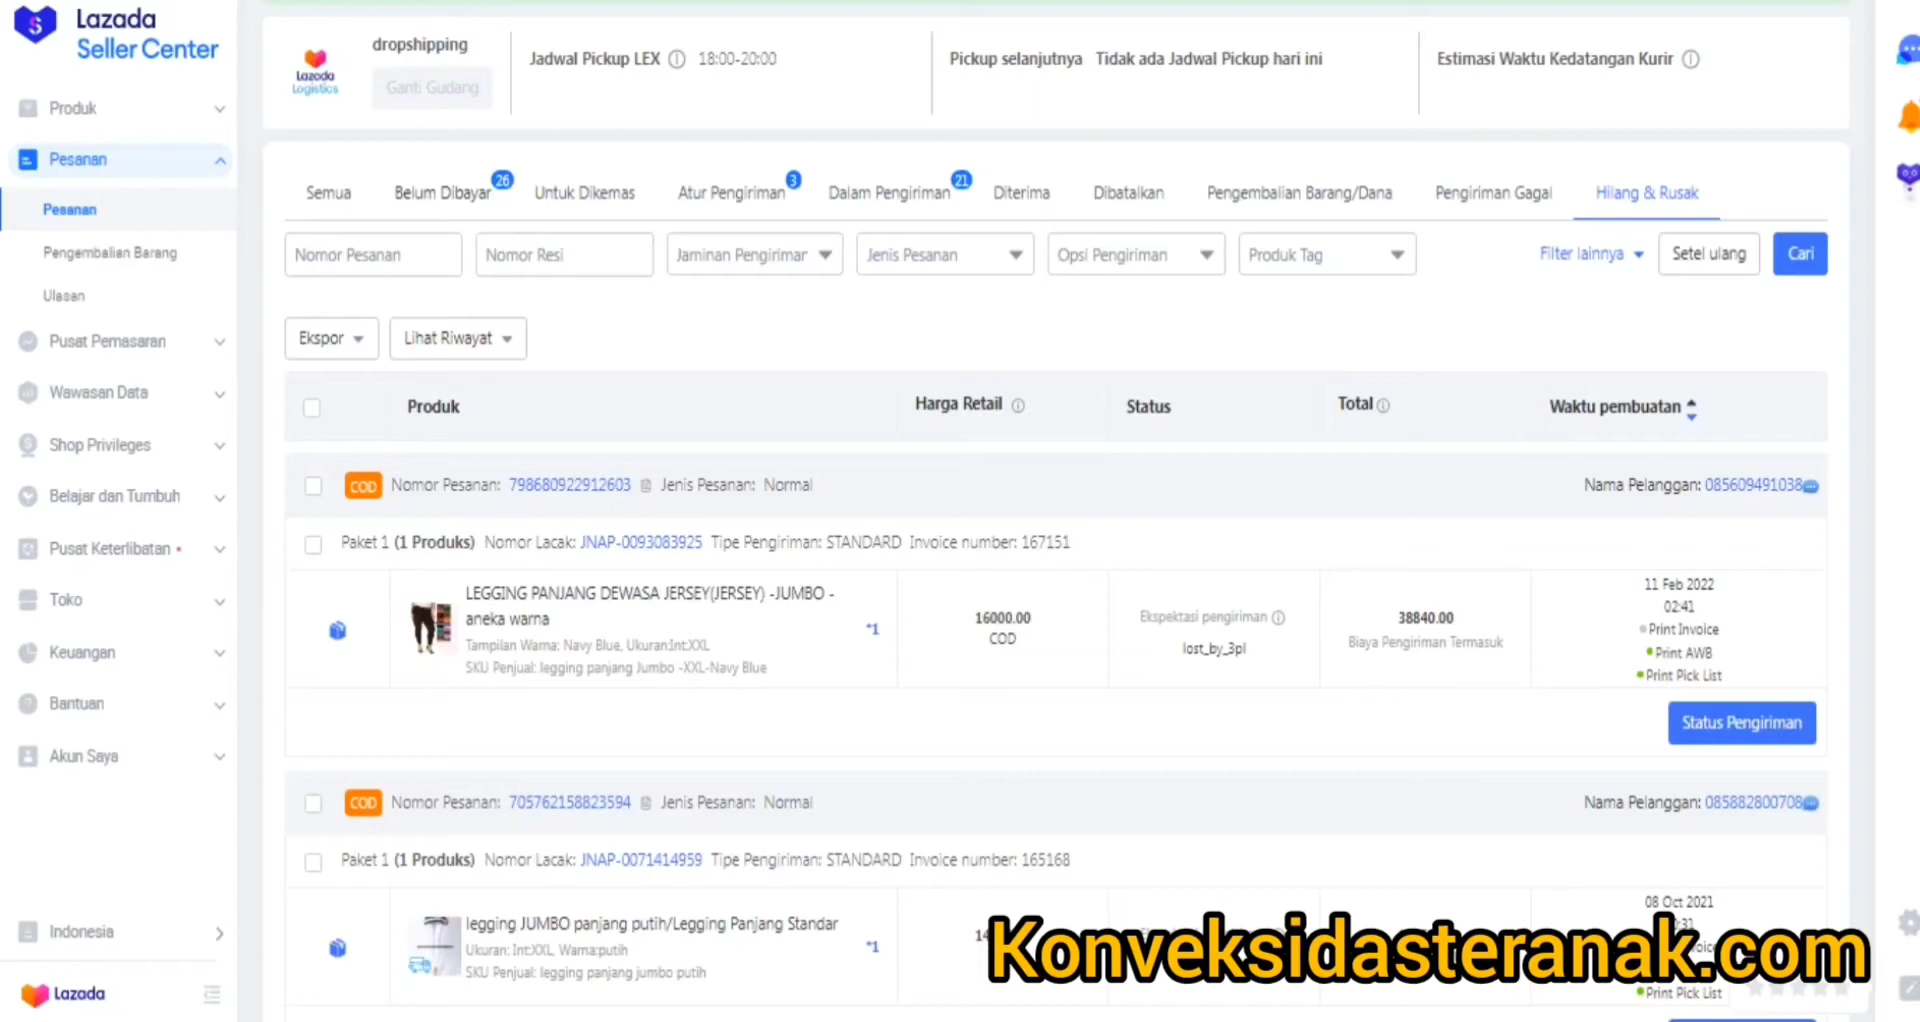 Lazada
Seller Center
Produk
Pesanan
Pesanan
Pengembalian Barang
Ulasan
Pusat Pemasaran
Wawasan Data
Shop Privileges
Belajar dan Tumbuh
Pusat Keterlibatan
Toko
Keuangan
Bantuan
Akun Saya
Indonesia
Lazada
Lazada
Logistics
dropshipping
Ganti Gudang
Jadwal Pickup LEX 18:00-20:00
Pickup selanjutnya Tidak ada Jadwal Pickup hari ini
Estimasi Waktu Kedatangan Kurir
Semua Belum Dibayar 26 Untuk Dikemas Atur Pengiriman 3 Dalam Pengiriman 21 Diterima Dibatalkan Pengembalian Barang/Dana Pengiriman Gagal Hilang & Rusak
Nomor Pesanan Nomor Resi Jaminan Pengirimar Jenis Pesanan Opsi Pengiriman Produk Tag Filter lainnya Setel ulang Cari
Ekspor Lihat Riwayat
Produk Harga Retail Status Total Waktu pembuatan
COD Nomor Pesanan: 798680922912603 Jenis Pesanan: Normal Nama Pelanggan: 085609491038
Paket 1 (1 Produks) Nomor Lacak: JNAP-0093083925 Tipe Pengiriman: STANDARD Invoice number: 167151
LEGGING PANJANG DEWASA JERSEY(JERSEY) -JUMBO -
aneka warna
Tampilan Warna: Navy Blue, Ukuran:Int:XXL
SKU Penjual: legging panjang Jumbo -XXL-Navy Blue
*1
16000.00
COD
Ekspektasi pengiriman
lost_by_3pl
38840.00
Biaya Pengiriman Termasuk
11 Feb 2022
02:41
Print Invoice
Print AWB
Print Pick List
Status Pengiriman
COD Nomor Pesanan: 705762158823594 Jenis Pesanan: Normal Nama Pelanggan: 085882800708
Paket 1 (1 Produks) Nomor Lacak: JNAP-0071414959 Tipe Pengiriman: STANDARD Invoice number: 165168
legging JUMBO panjang putih/Legging Panjang Standar
Ukuran: Int:XXL, Warna:putih
SKU Penjual: legging panjang jumbo putih
*1
08 Oct 2021
Print Pick List
Konveksidasteranak.com